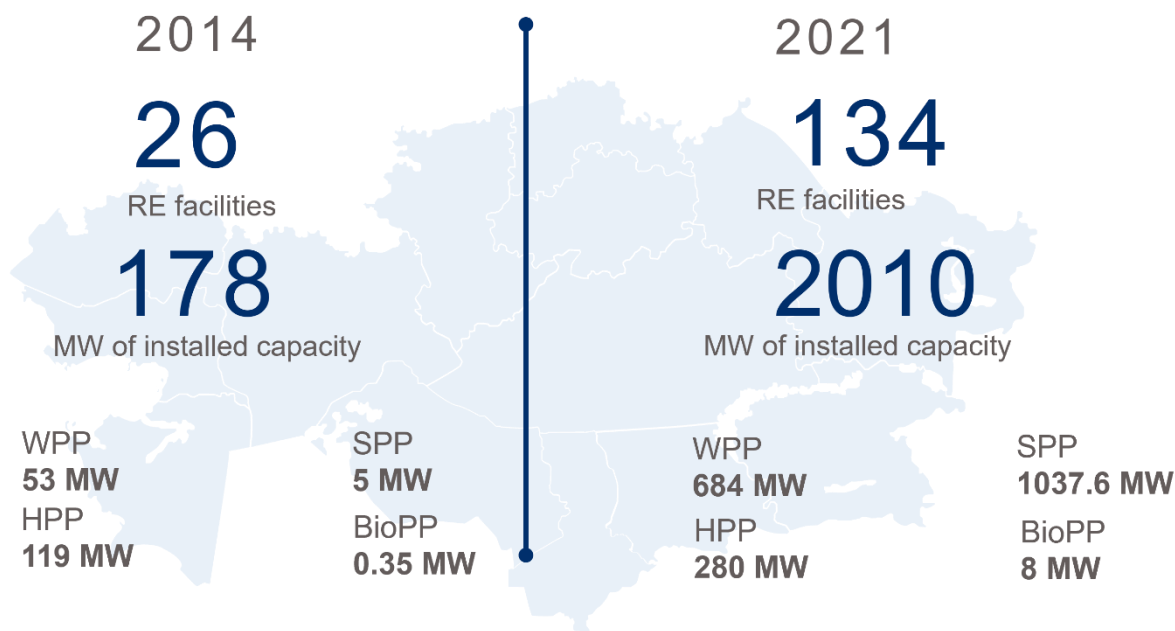 2014
26
RE facilities
178
MW of installed capacity
WPP
53 MW
SPP
5 MW
HPP
119 MW
BioPP
0.35 MW
2021
134
RE facilities
2010
MW of installed capacity
WPP
684 MW
SPP
1037.6 MW
HPP
280 MW
BioPP
8 MW